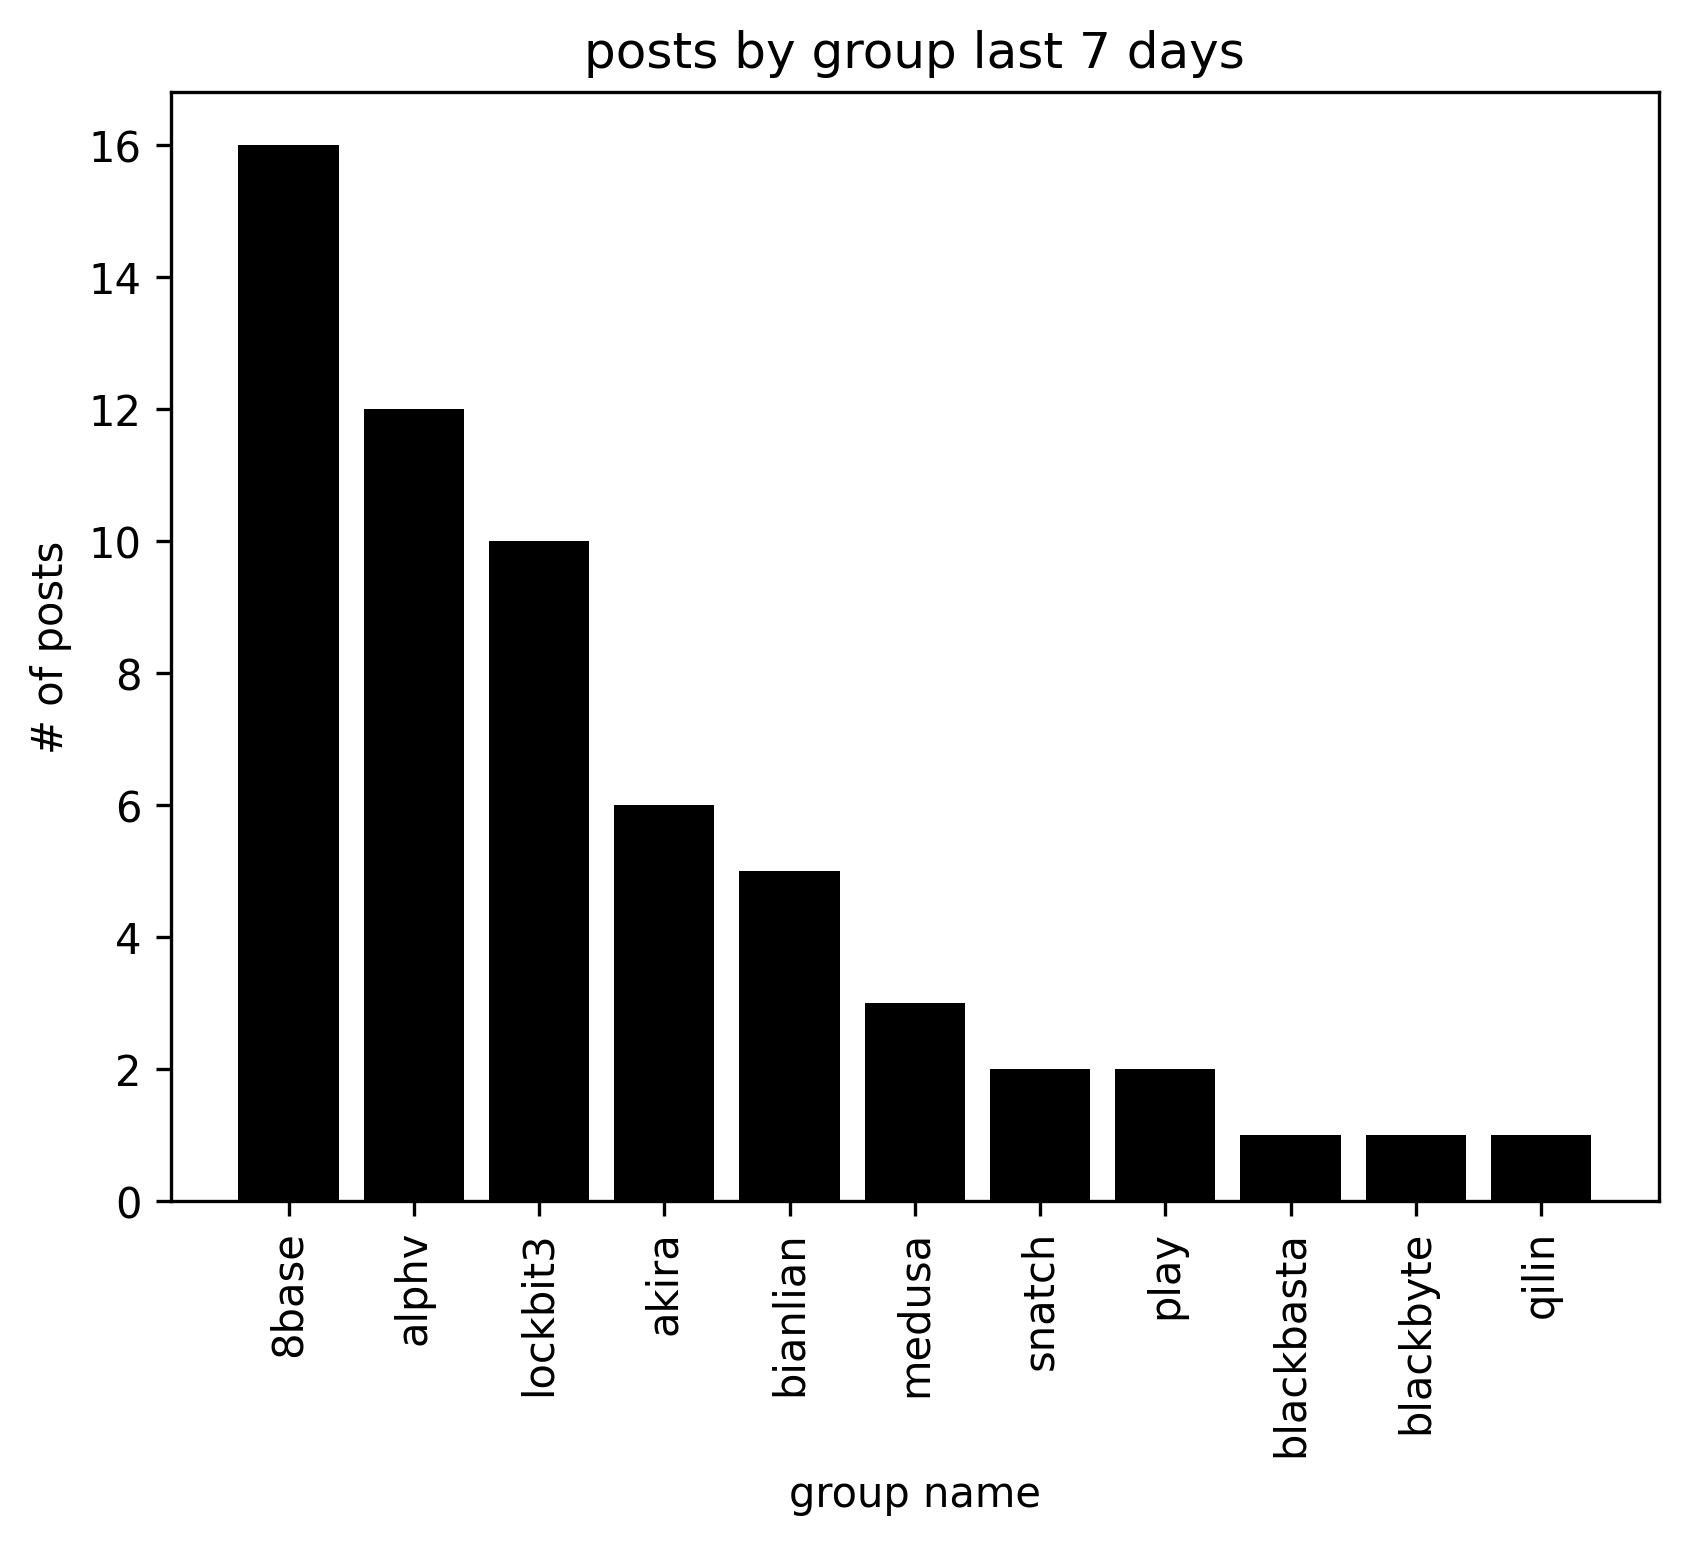 posts by group last 7 days
# of posts
16
14
12
10
8
6
4
2
0
8base
alphv
lockbit3
akira
bianlian
medusa
snatch
play
blackbasta
blackbyte
qilin
group name